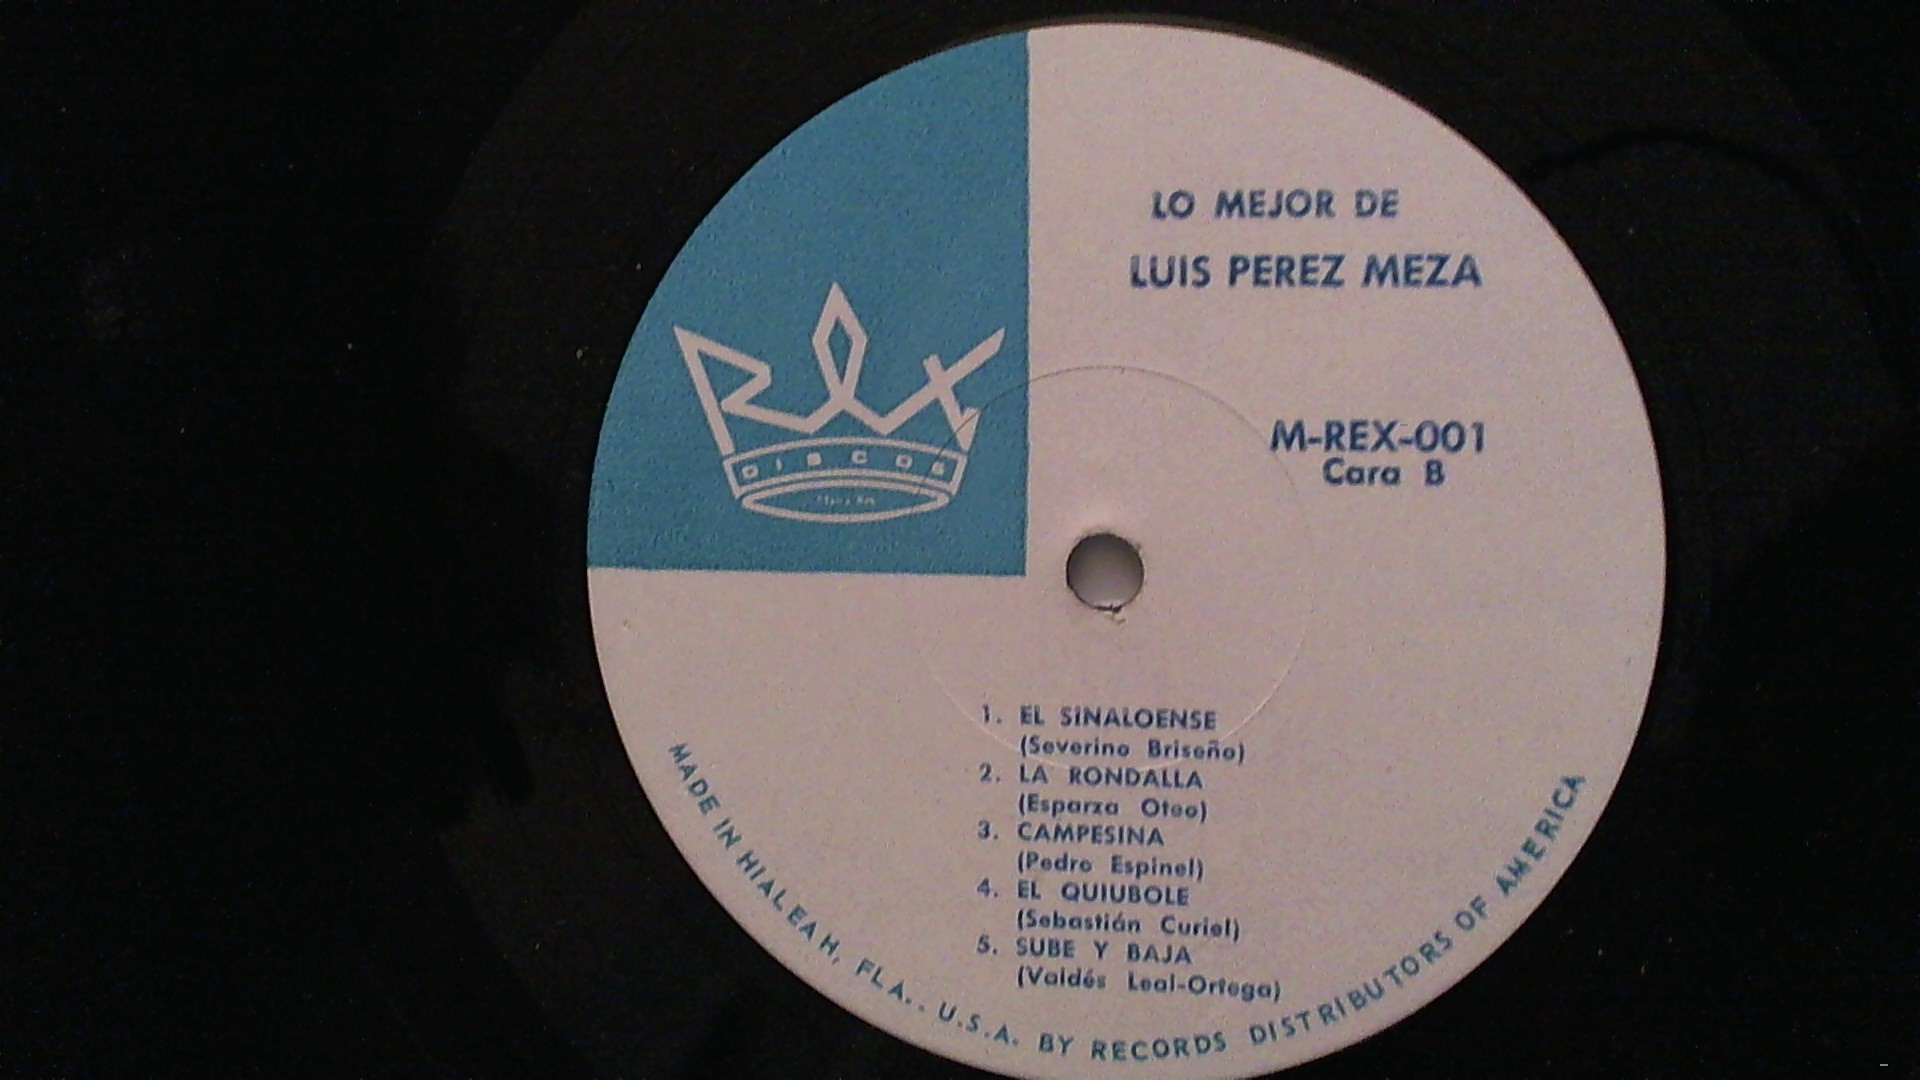 LO MEJOR DE
LUIS PEREZ MEZA
Rex
DISCOS
M-REX-001
Cara B
1. EL SINALOENSE
(Severino Briseño)
2. LA RONDALLA
(Esparza Oteo)
3. CAMPESINA
(Pedro Espinel)
4. EL QUIUBOLE
(Sebastián Curiel)
5. SUBE Y BAJA
(Valdés Leal-Ortega)
MADE IN HIALEAH, FLA.. U.S.A. BY RECORDS DISTRIBUTORS OF AMERICA